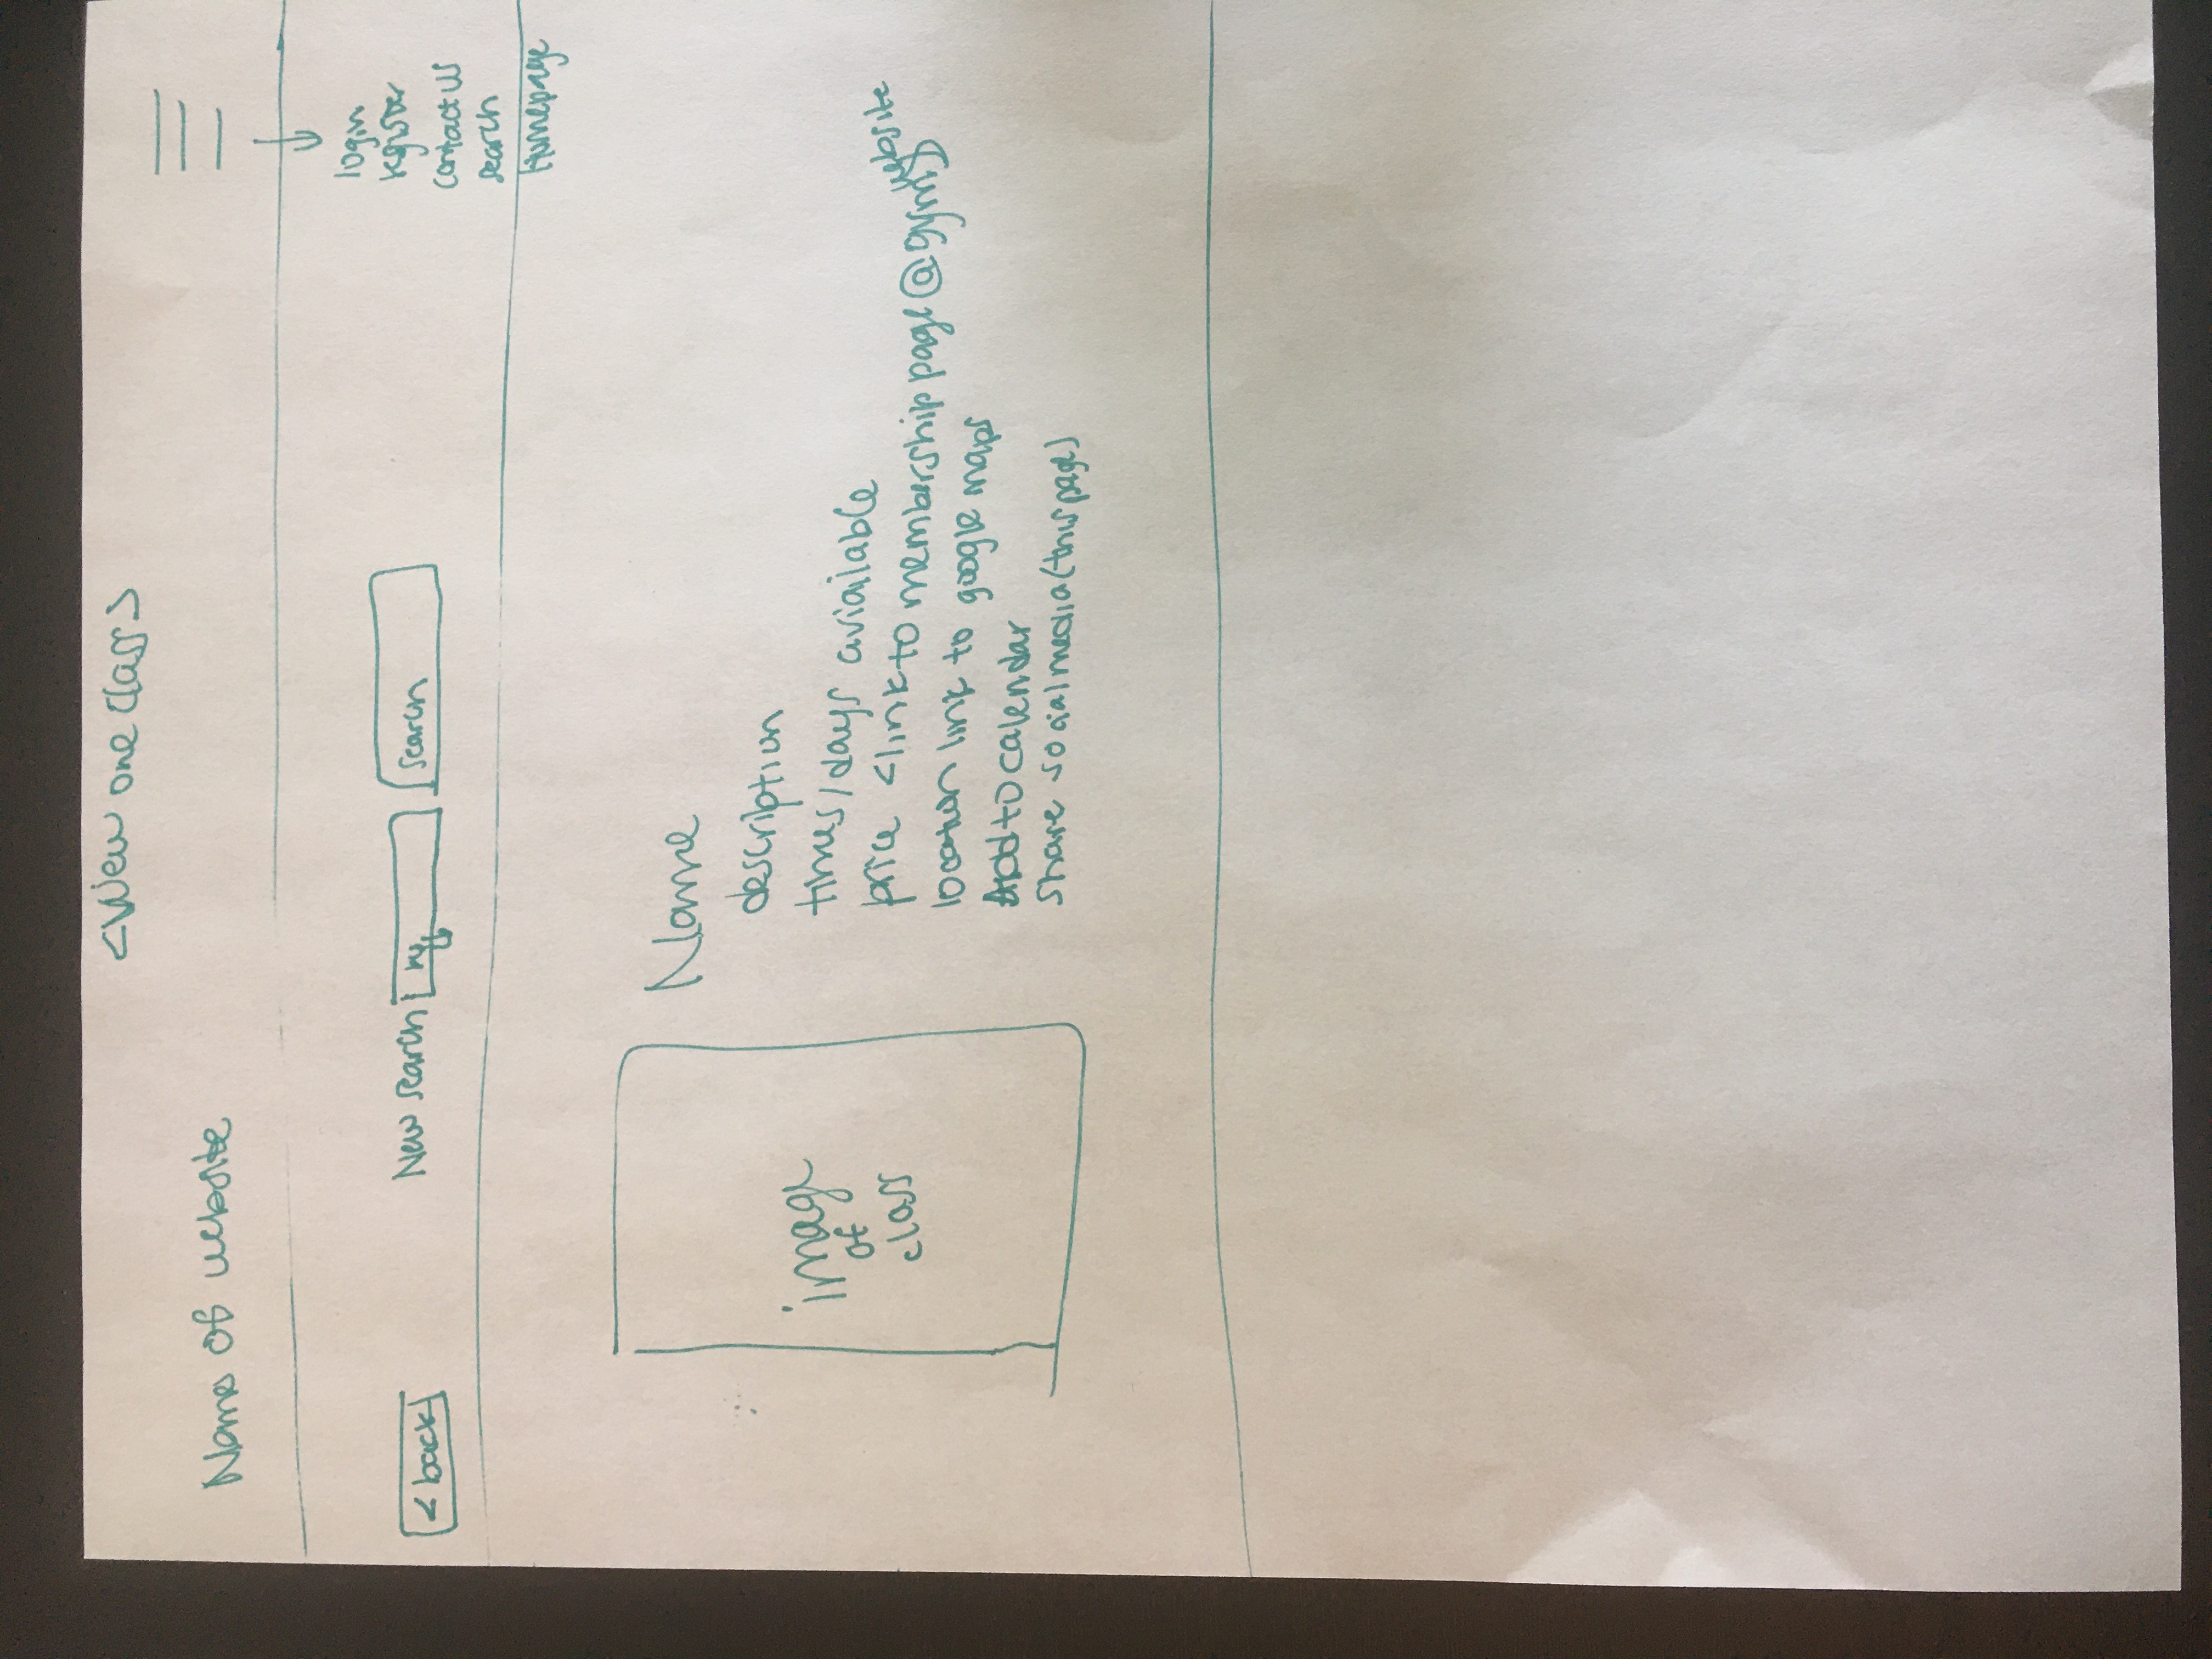 <View one class>
Name of website
< back
New search
search
login
register
contact us
search
Homepage
image
of
class
Name
description
times/days avialable
price <link to membership page @ gym website>
location link to google maps
Add to calendar
share social media (this page)